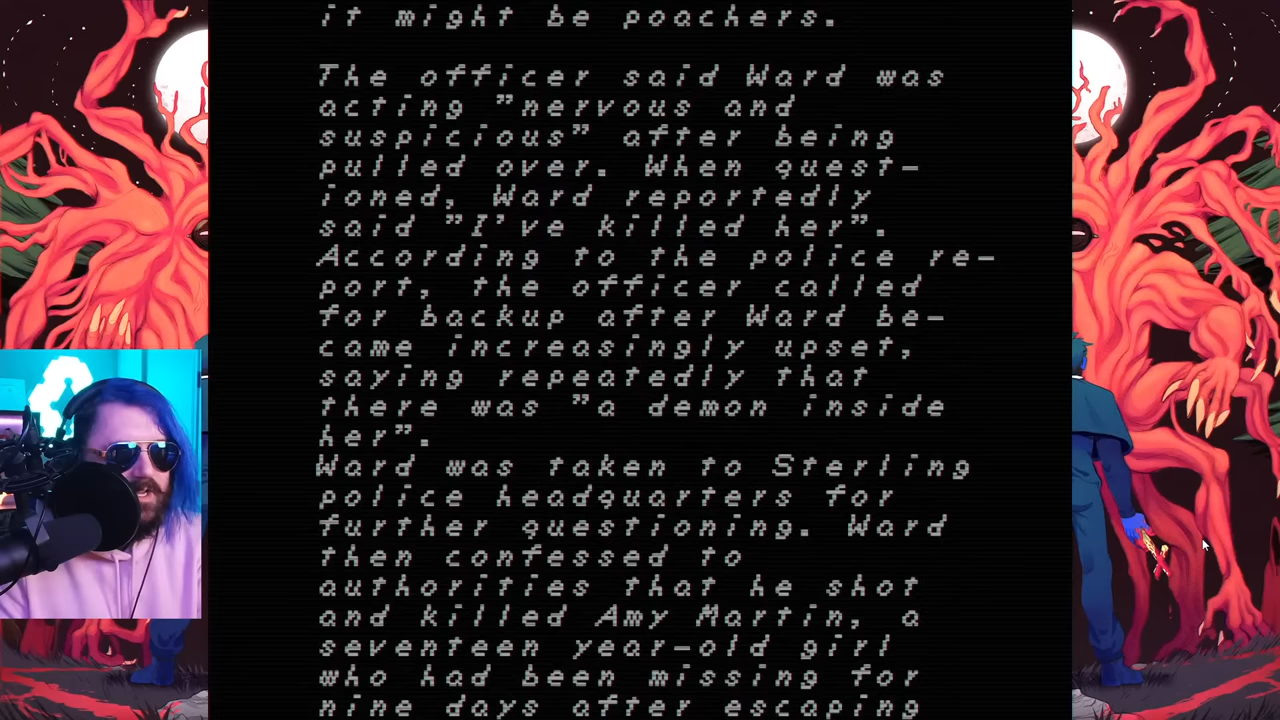 it might be poachers.
The officer said Ward was
acting "nervous and
suspicious" after being
pulled over. When quest-
ioned, Ward reportedly
said "I've killed her".
According to the police re-
port, the officer called
for backup after Ward be-
came increasingly upset,
saying repeatedly that
there was "a demon inside
her".
Ward was taken to Sterling
police headquarters for
further questioning. Ward
then confessed to
authorities that he shot
and killed Amy Martin, a
seventeen year-old girl
who had been missing for
nine days after escaping